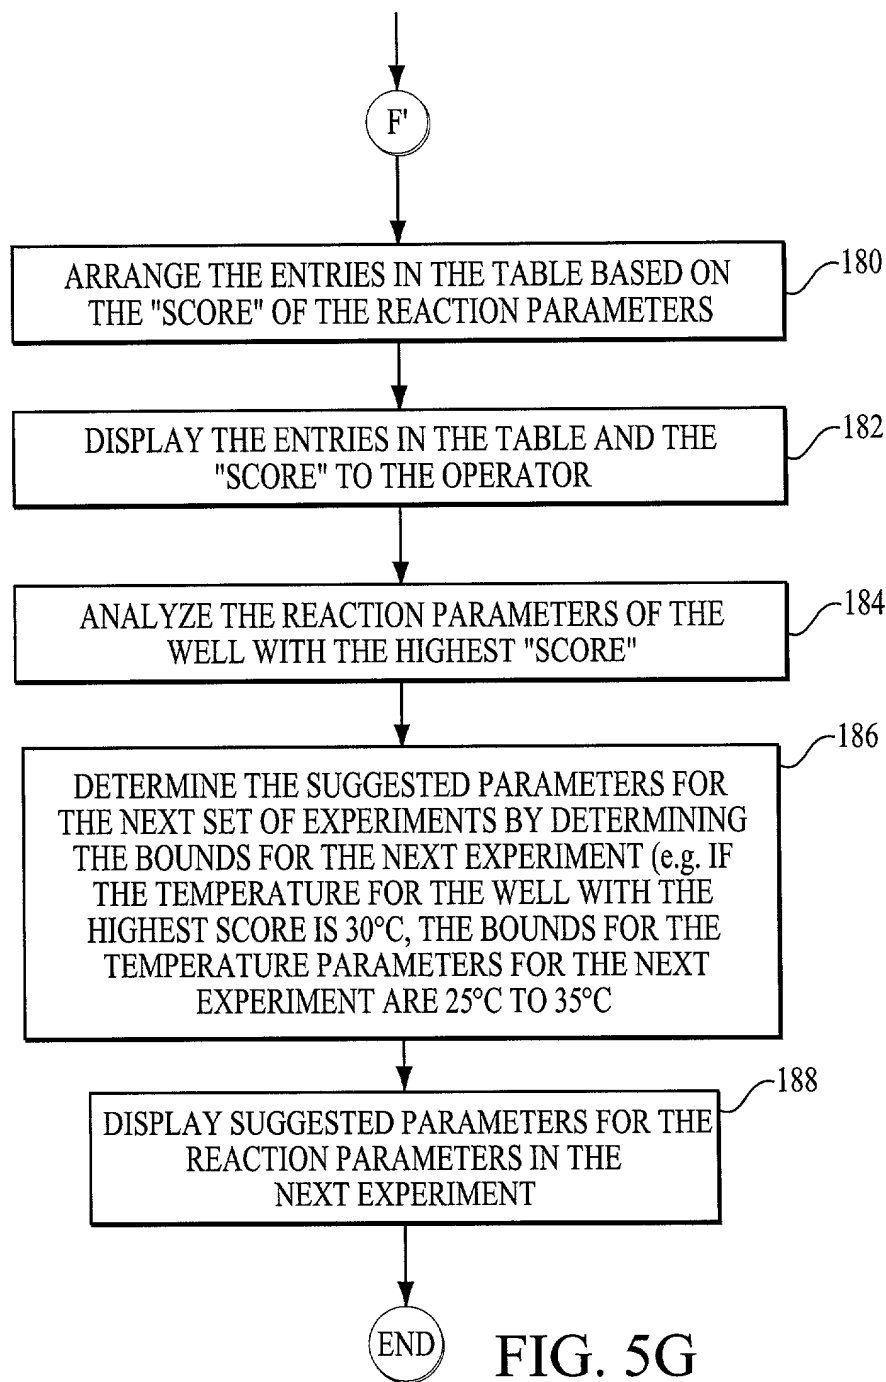 F'
ARRANGE THE ENTRIES IN THE TABLE BASED ON
THE "SCORE" OF THE REACTION PARAMETERS
180
DISPLAY THE ENTRIES IN THE TABLE AND THE
"SCORE" TO THE OPERATOR
182
ANALYZE THE REACTION PARAMETERS OF THE
WELL WITH THE HIGHEST "SCORE"
184
186
DETERMINE THE SUGGESTED PARAMETERS FOR
THE NEXT SET OF EXPERIMENTS BY DETERMINING
THE BOUNDS FOR THE NEXT EXPERIMENT (e.g. IF
THE TEMPERATURE FOR THE WELL WITH THE
HIGHEST SCORE IS 30°C, THE BOUNDS FOR THE
TEMPERATURE PARAMETERS FOR THE NEXT
EXPERIMENT ARE 25°C TO 35°C
188
DISPLAY SUGGESTED PARAMETERS FOR THE
REACTION PARAMETERS IN THE
NEXT EXPERIMENT
END
FIG. 5G